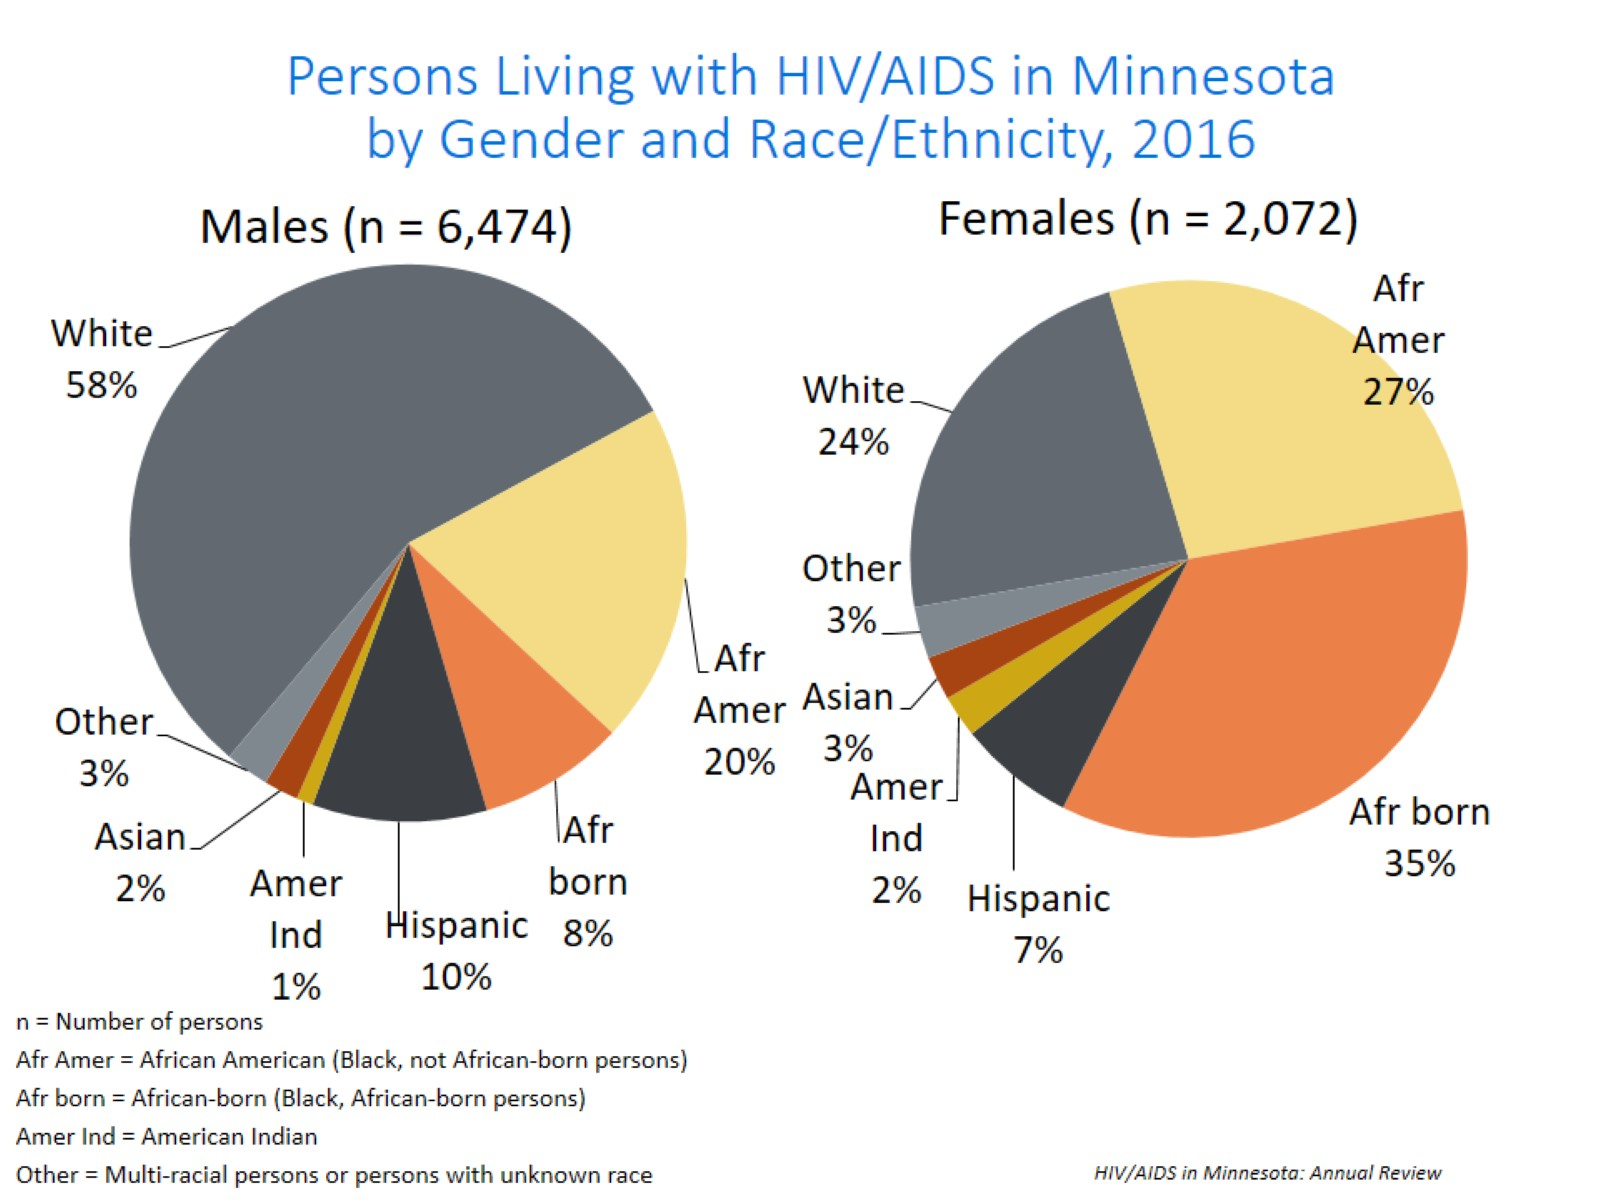 Persons Living with HIV/AIDS in Minnesota
by Gender and Race/Ethnicity, 2016
Males (n = 6,474)
White
58%
Afr
Amer
20%
Afr
born
8%
Hispanic
10%
Amer
Ind
1%
Asian
2%
Other
3%
Females (n = 2,072)
Afr
Amer
27%
White
24%
Other
3%
Asian
3%
Amer
Ind
2%
Hispanic
7%
Afr born
35%
n = Number of persons
Afr Amer = African American (Black, not African-born persons)
Afr born = African-born (Black, African-born persons)
Amer Ind = American Indian
Other = Multi-racial persons or persons with unknown race
HIV/AIDS in Minnesota: Annual Review